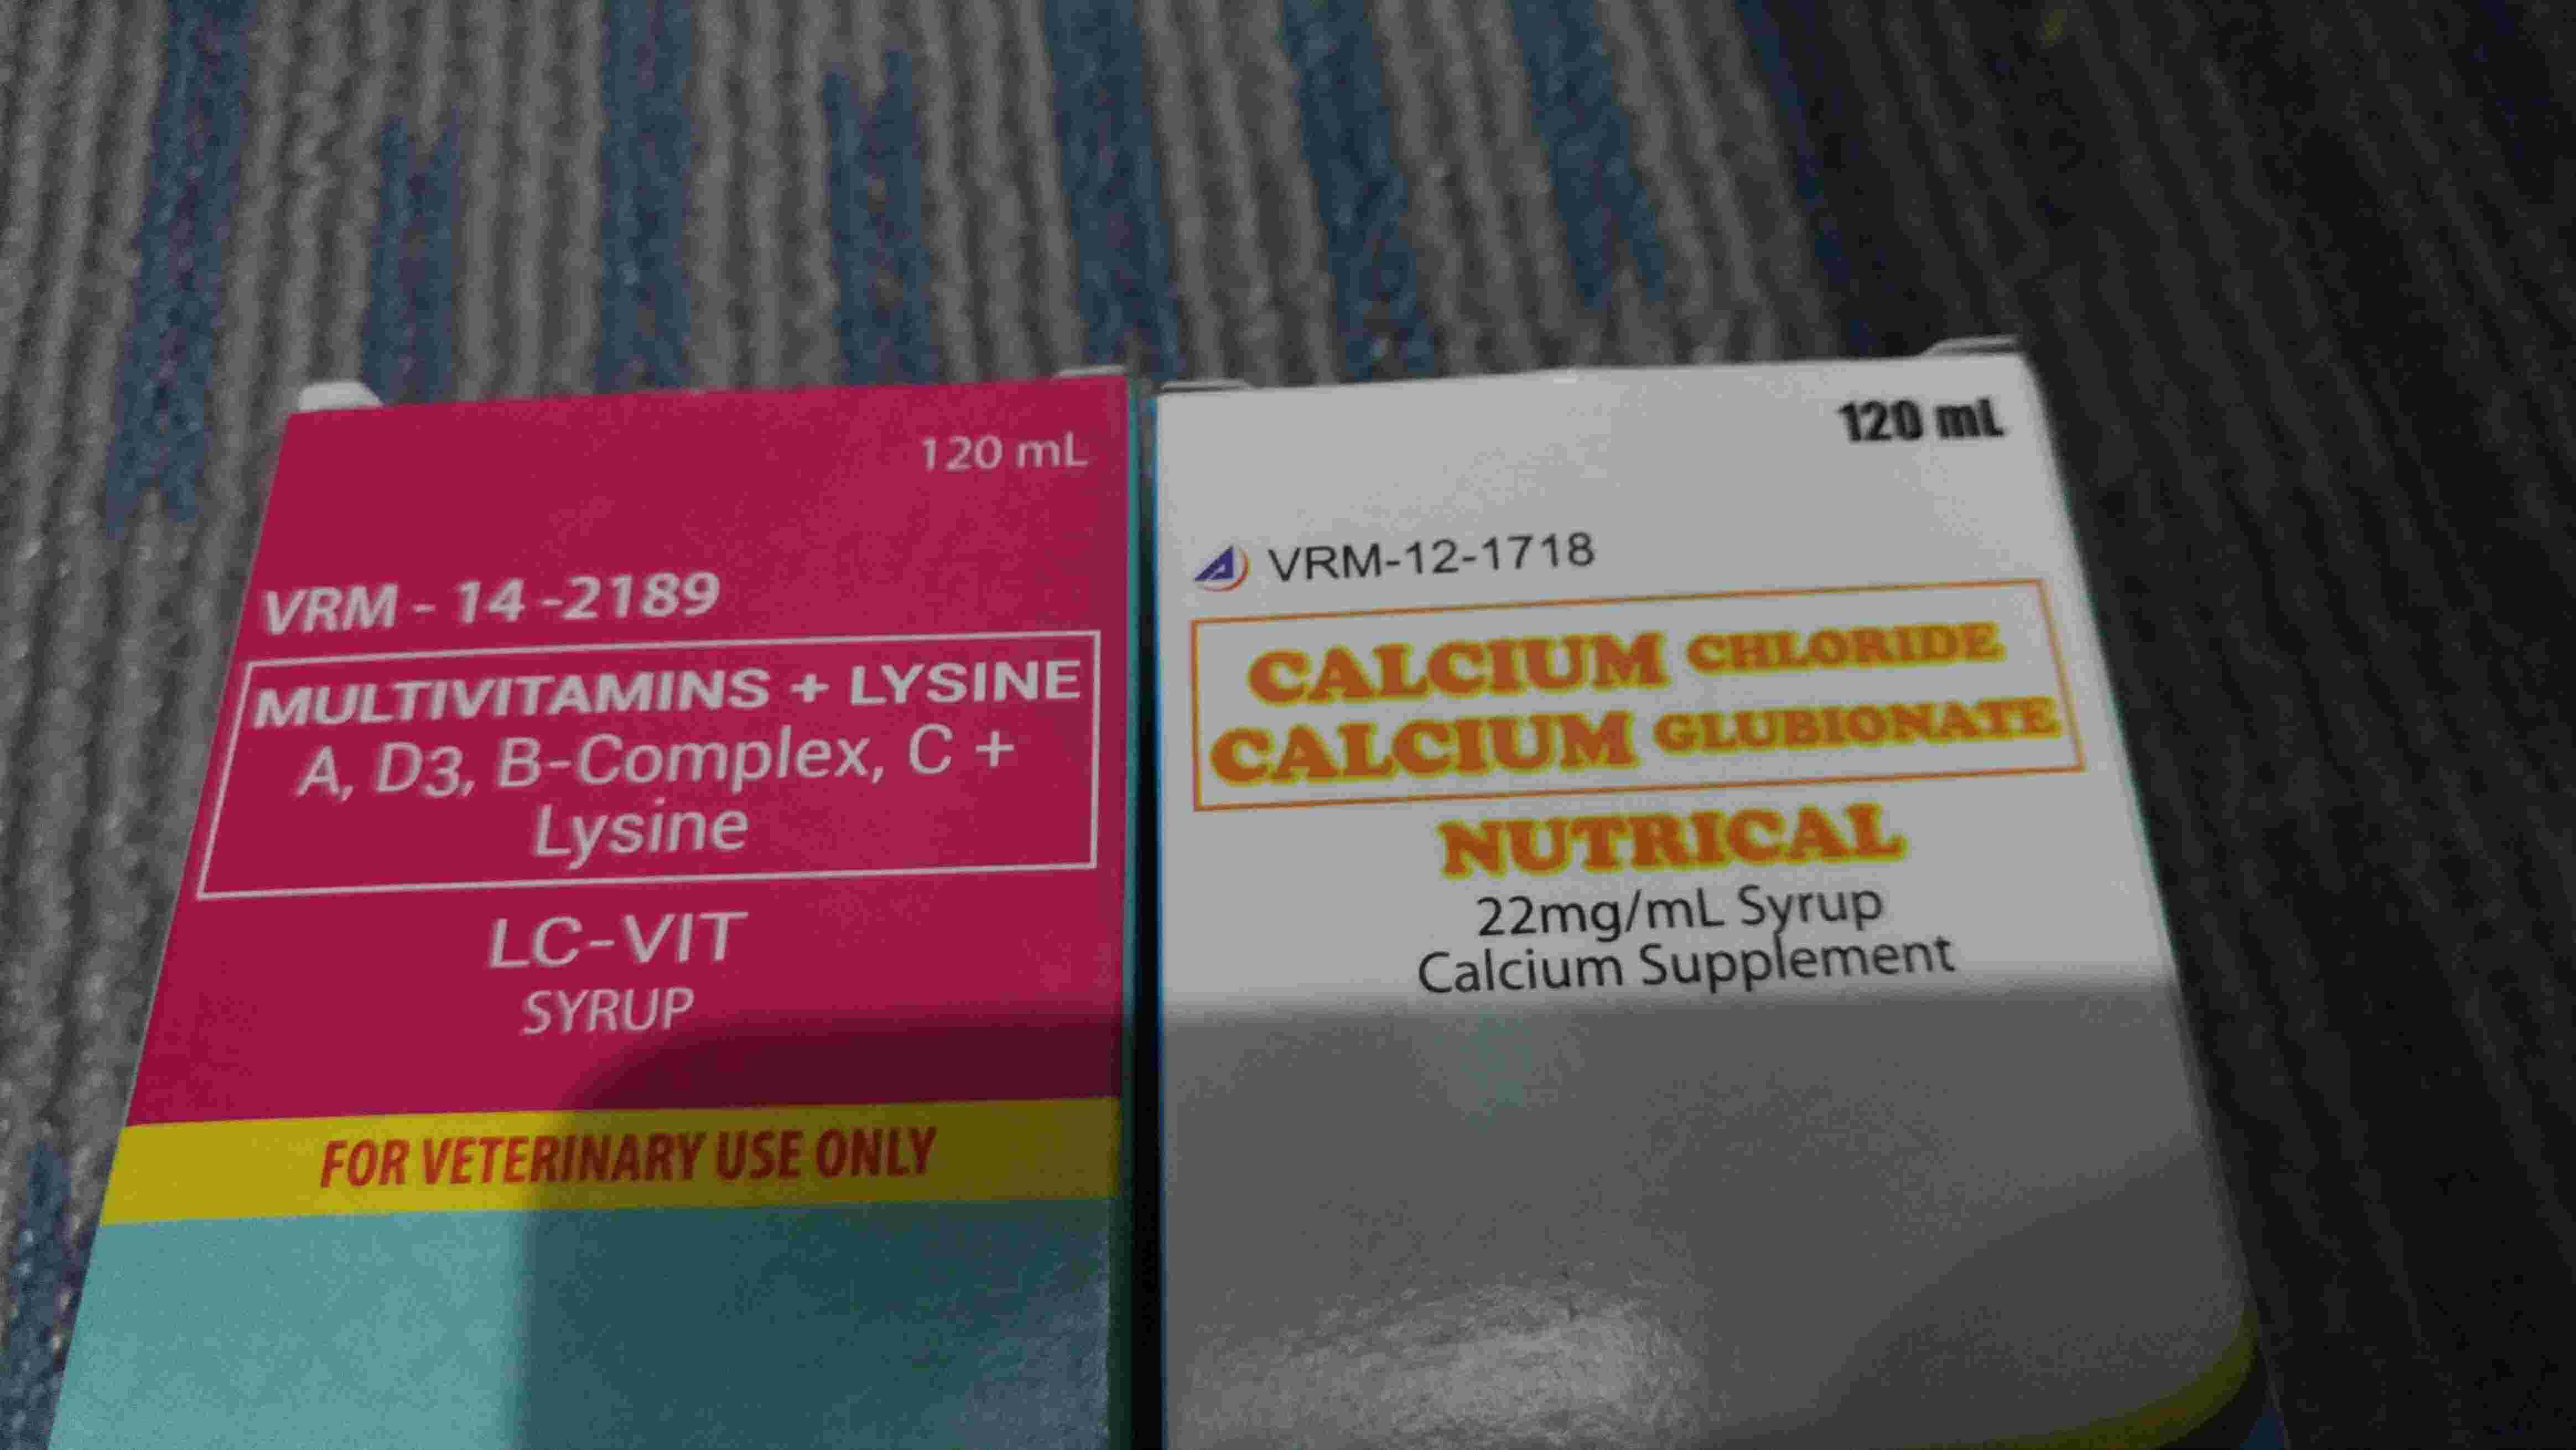 120 mL
VRM - 14 -2189
MULTIVITAMINS + LYSINE
A, D3, B-Complex, C +
Lysine
LC-VIT
SYRUP
FOR VETERINARY USE ONLY
120 mL
VRM-12-1718
CALCIUM CHLORIDE
CALCIUM GLUBIONATE
NUTRICAL
22mg/mL Syrup
Calcium Supplement